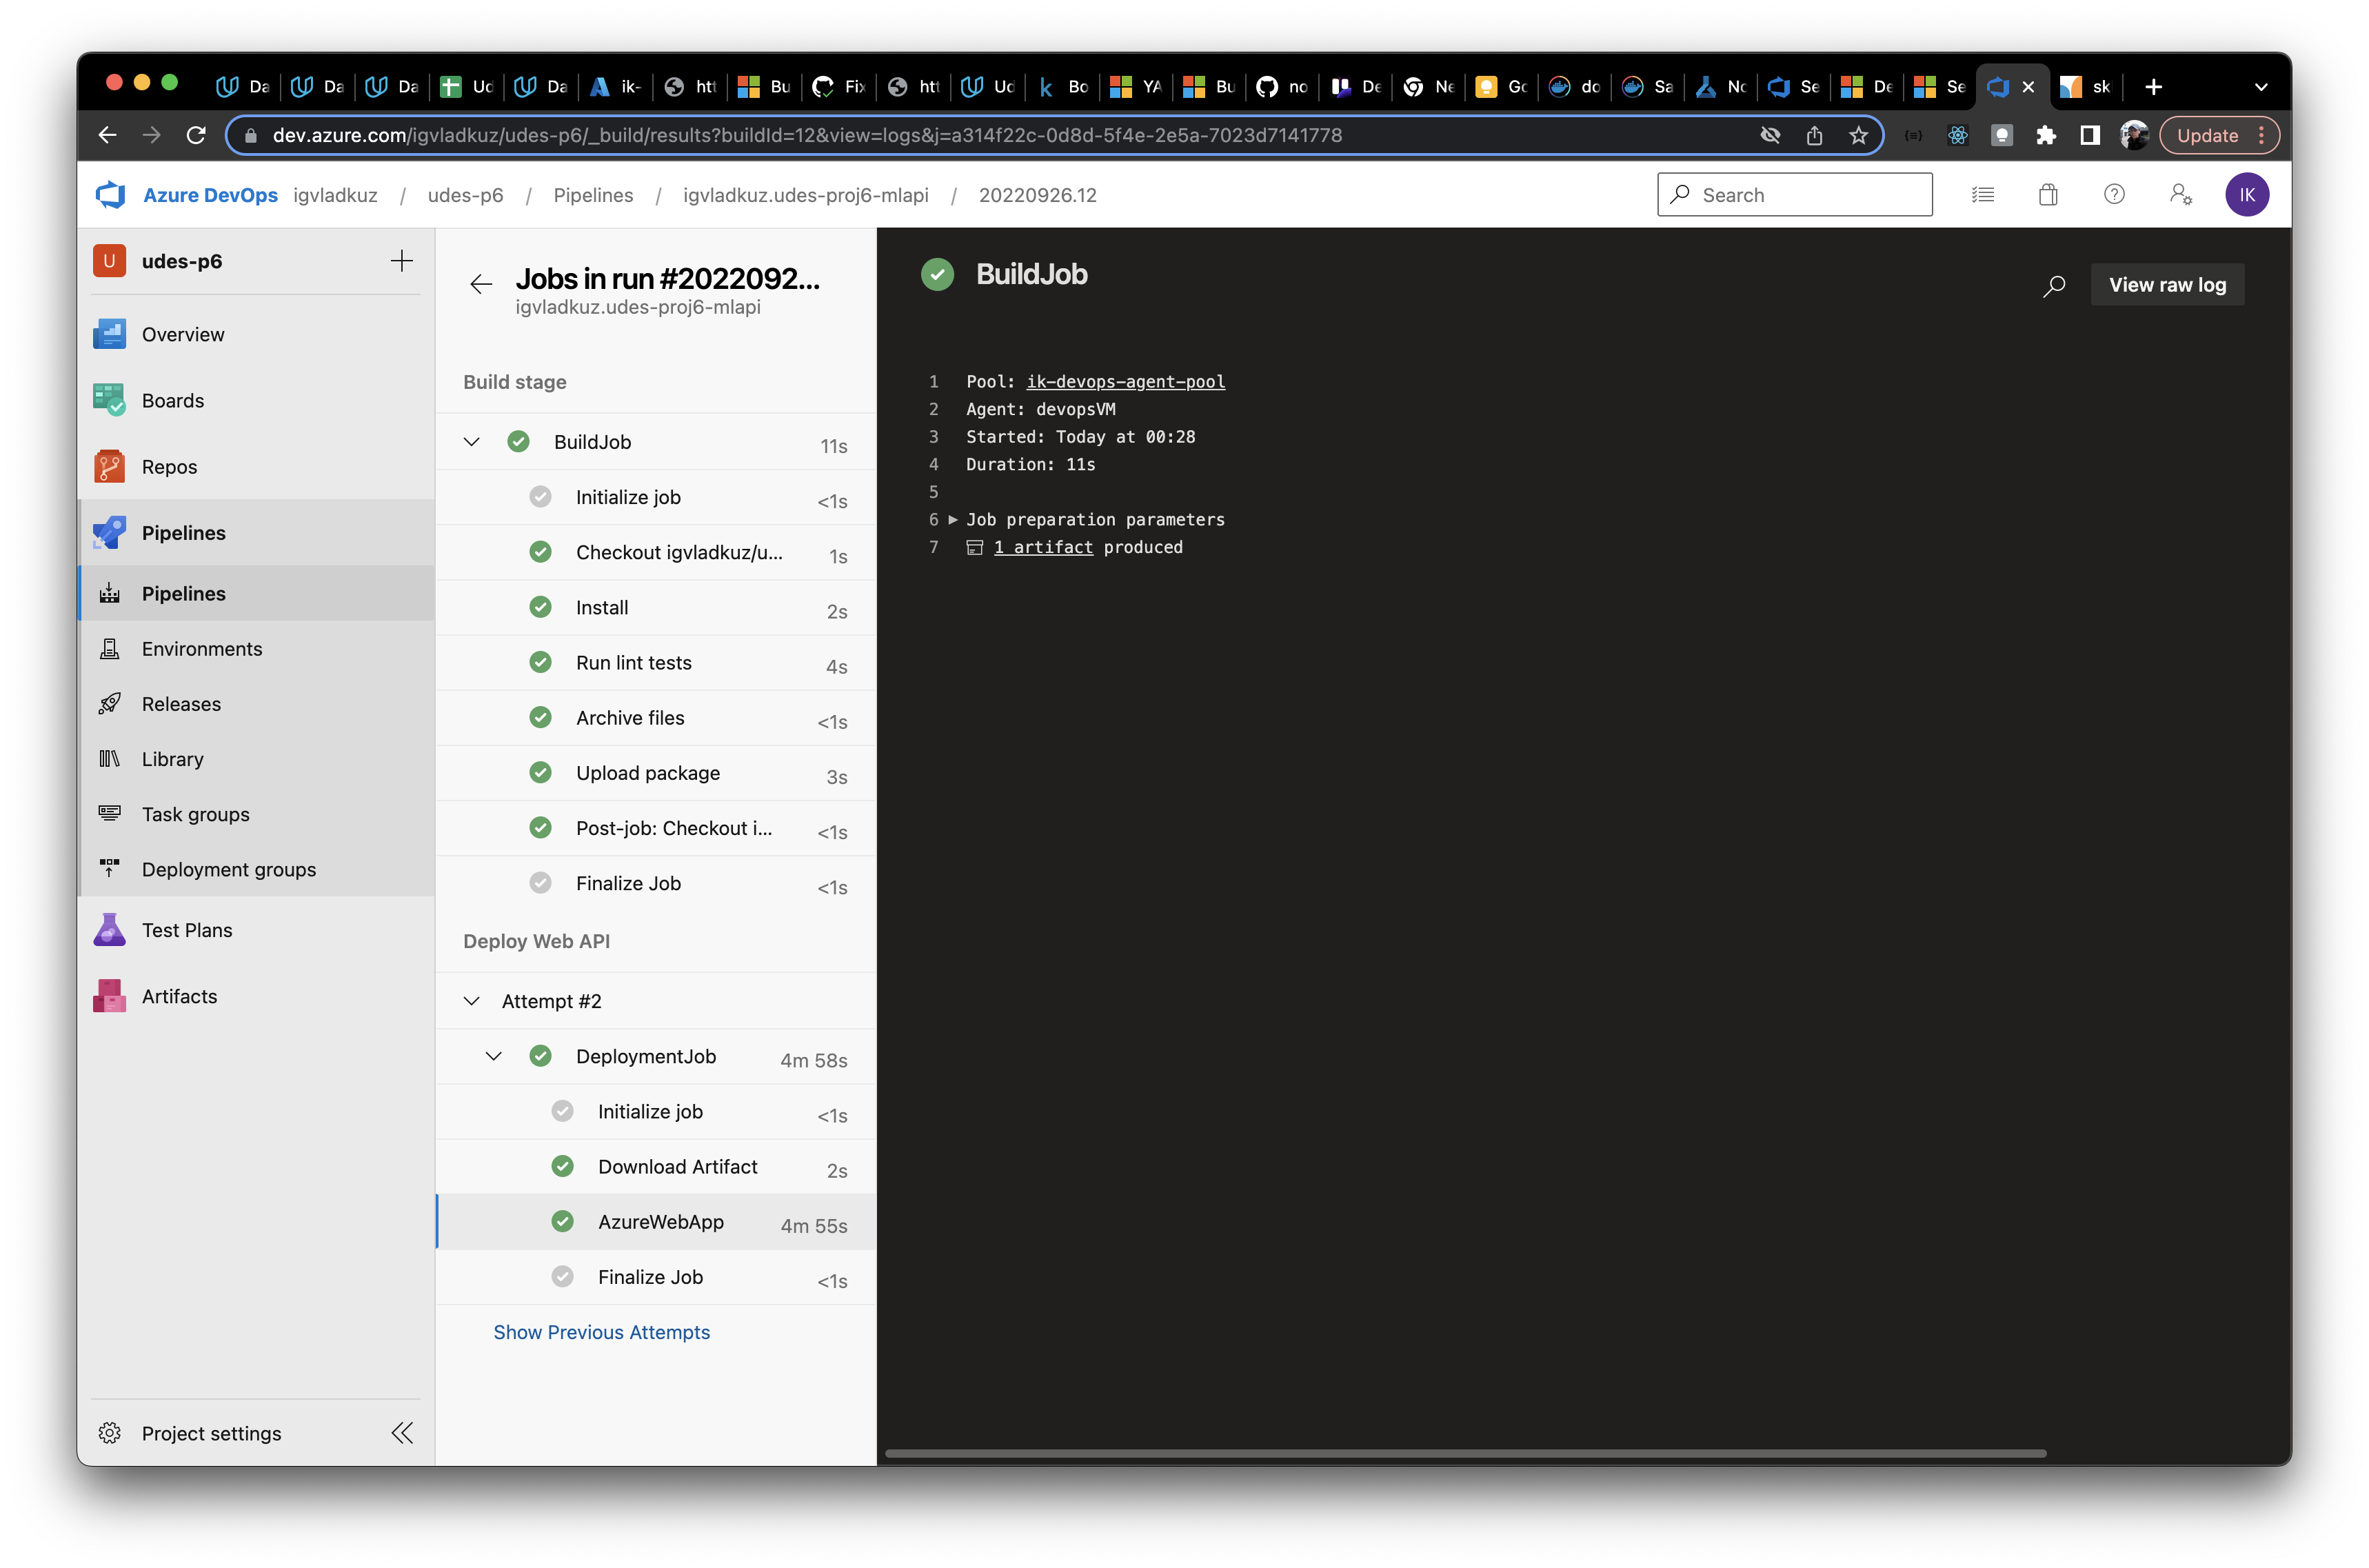 Da
Da
Da
Ud
Da
ik-
htt
Bu
Fix
htt
Ud
Bo
YA
Bu
no
De
Ne
Gc
do
Sa
Nc
Se
De
Se
sk
dev.azure.com/igvladkuz/udes-p6/_build/results?buildId=12&view=logs&j=a314f22c-0d8d-5f4e-2e5a-7023d7141778
Update
Azure DevOps igvladkuz / udes-p6 / Pipelines / igvladkuz.udes-proj6-mlapi / 20220926.12
Search
IK
U udes-p6
Overview
Boards
Repos
Pipelines
Pipelines
Environments
Releases
Library
Task groups
Deployment groups
Test Plans
Artifacts
Project settings
Jobs in run #2022092...
igvladkuz.udes-proj6-mlapi
Build stage
BuildJob 11s
Initialize job <1s
Checkout igvladkuz/u... 1s
Install 2s
Run lint tests 4s
Archive files <1s
Upload package 3s
Post-job: Checkout i... <1s
Finalize Job <1s
Deploy Web API
Attempt #2
DeploymentJob 4m 58s
Initialize job <1s
Download Artifact 2s
AzureWebApp 4m 55s
Finalize Job <1s
Show Previous Attempts
BuildJob
View raw log
1 Pool: ik-devops-agent-pool
2 Agent: devopsVM
3 Started: Today at 00:28
4 Duration: 11s
5
6 Job preparation parameters
7 1 artifact produced